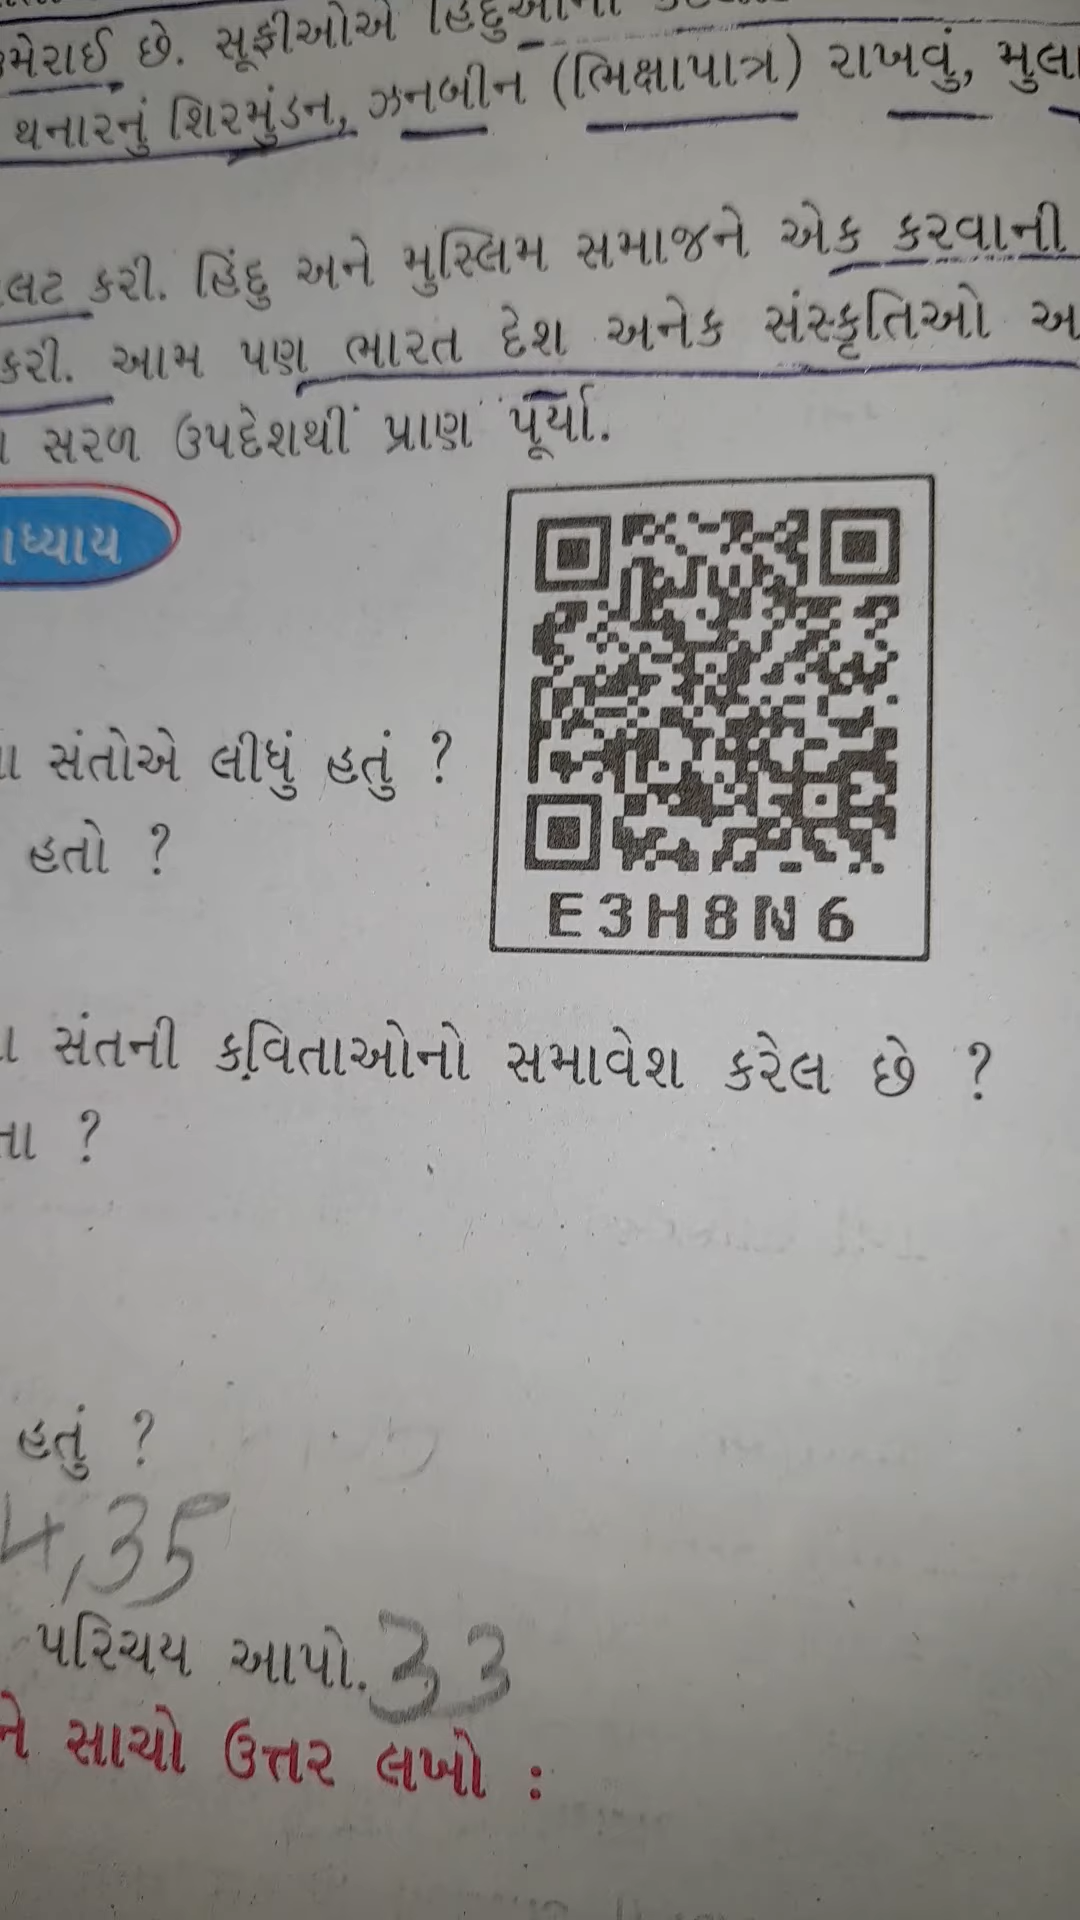 છે. સૂફીઓએ
થનારનું શિરમુંડન, ઝનબીન (ભિક્ષાપાત્ર) રાખવું,
કરી. હિંદુ અને મુસ્લિમ સમાજને એક કરવાની
કરી. આમ પણ ભારત દેશ અનેક સંસ્કૃતિઓ
સરળ ઉપદેશથી પ્રાણ પૂર્યા.
સંતોએ લીધું હતું ?
હતો ?
E3H8N6
સંતની કવિતાઓનો સમાવેશ કરેલ છે ?
?
હતું ?
4,35
પરિચય આપો. 33
સાચો ઉત્તર લખો :